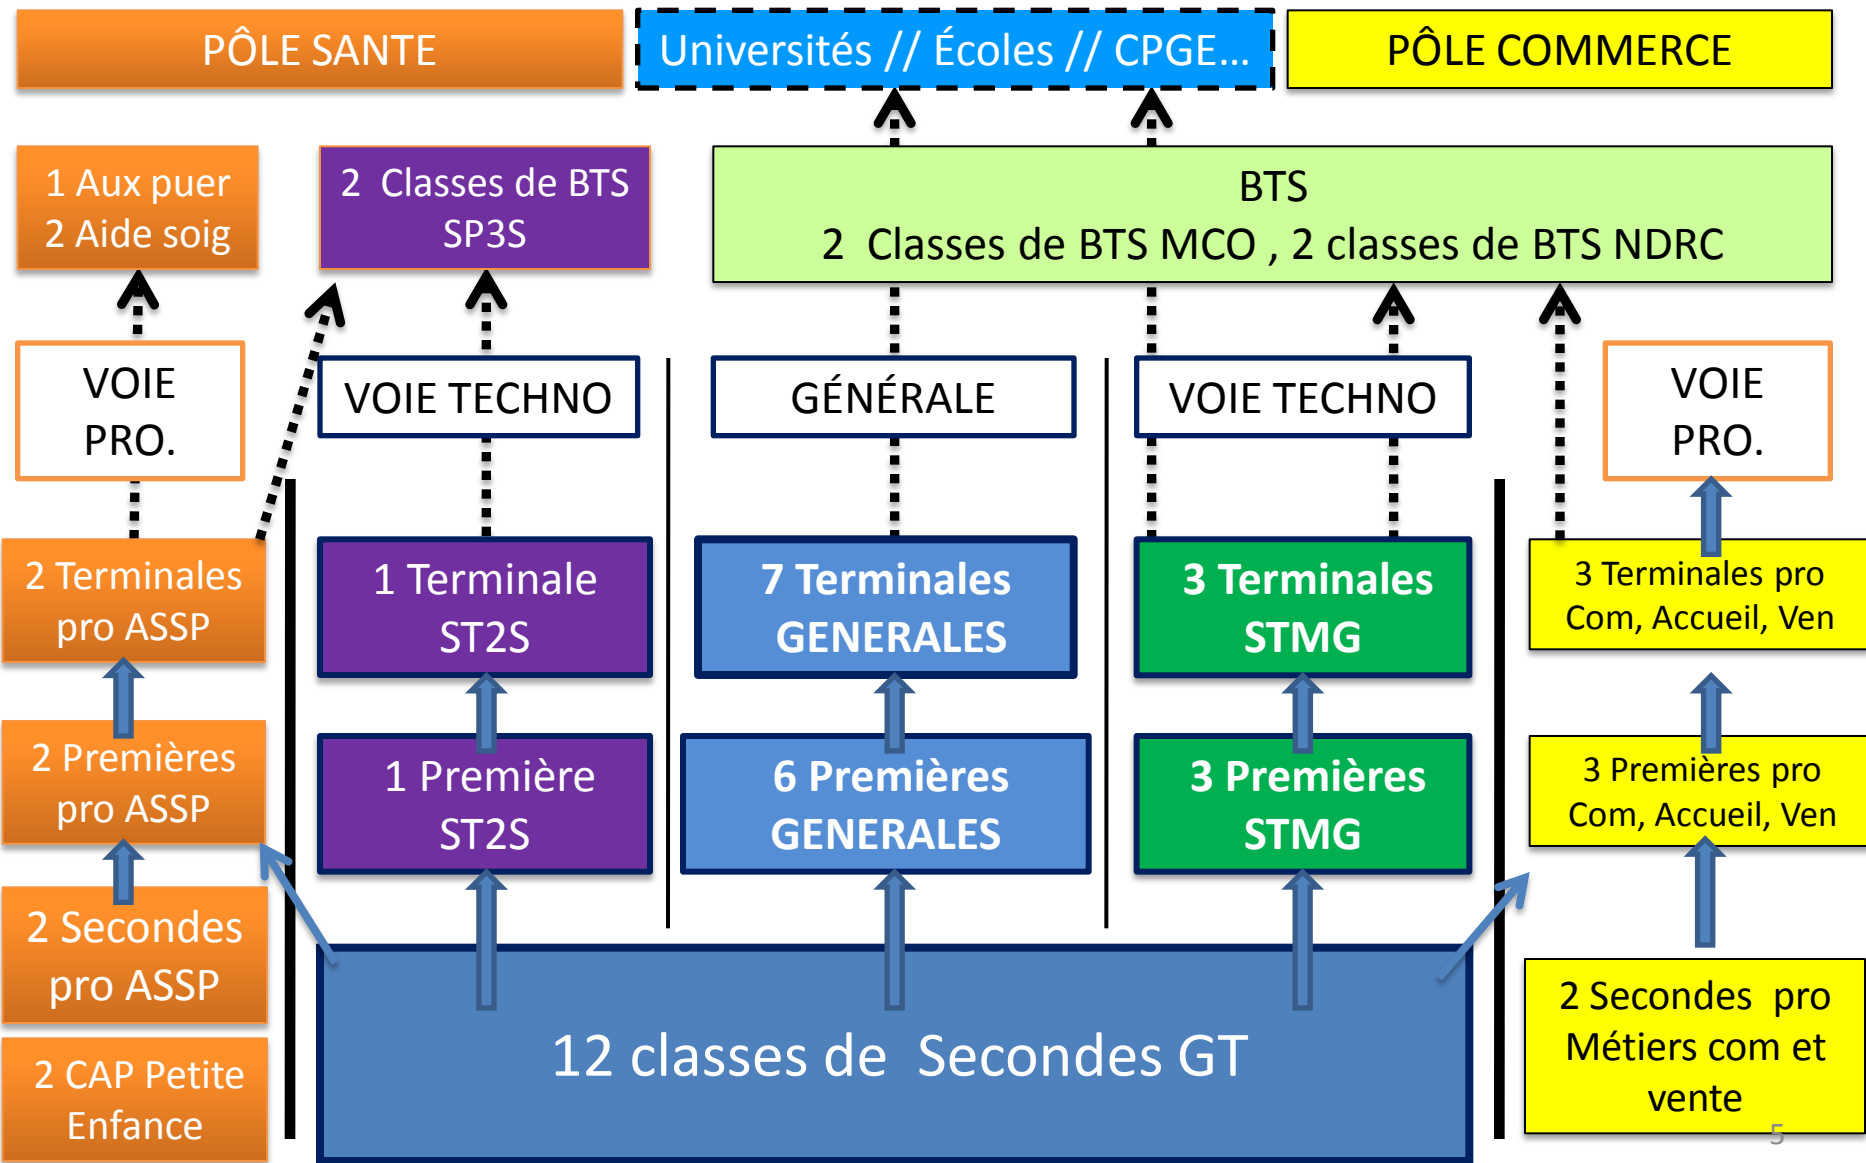 PÔLE SANTE
Universités // Écoles // CPGE...
PÔLE COMMERCE
1 Aux puer
2 Aide soig
2 Classes de BTS
SP3S
BTS
2 Classes de BTS MCO , 2 classes de BTS NDRC
VOIE
PRO.
VOIE TECHNO
GÉNÉRALE
VOIE TECHNO
VOIE
PRO.
2 Terminales
pro ASSP
1 Terminale
ST2S
7 Terminales
GENERALES
3 Terminales
STMG
3 Terminales pro
Com, Accueil, Ven
2 Premières
pro ASSP
1 Première
ST2S
6 Premières
GENERALES
3 Premières
STMG
3 Premières pro
Com, Accueil, Ven
2 Secondes
pro ASSP
2 CAP Petite
Enfance
12 classes de Secondes GT
2 Secondes pro
Métiers com et
vente
5